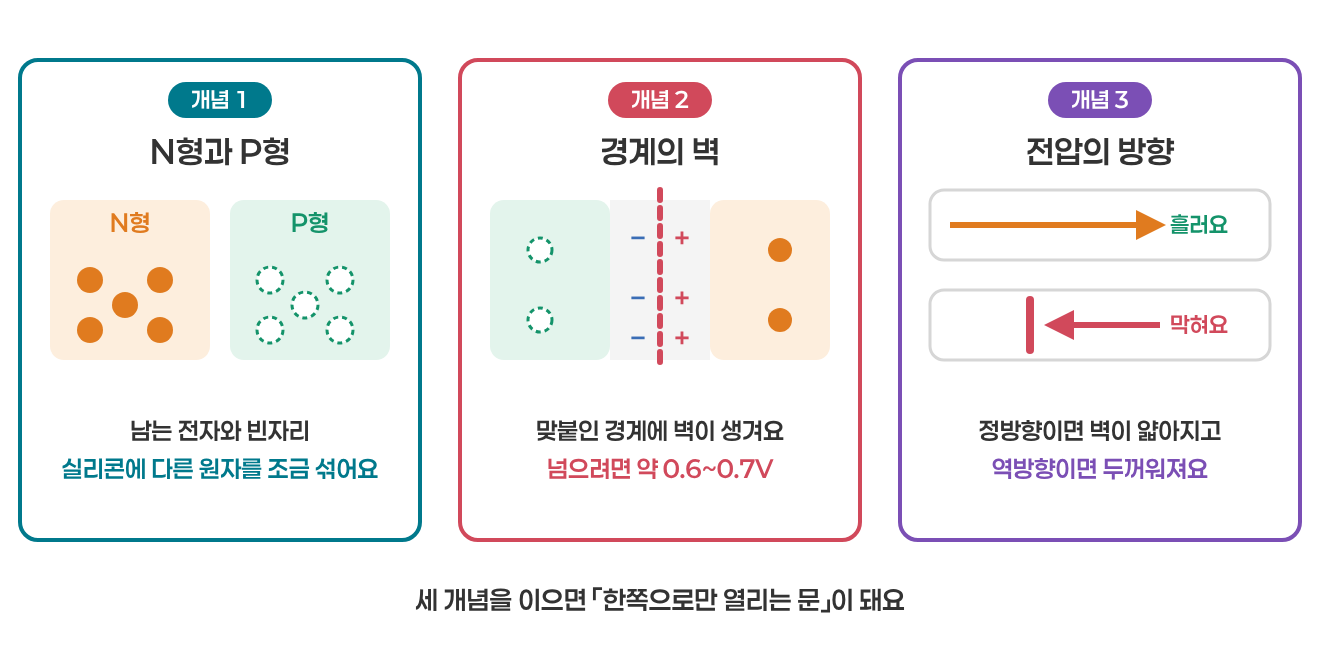 개념 1
N형과 P형
N형
P형
남는 전자와 빈자리
실리콘에 다른 원자를 조금 섞어요
개념 2
경계의 벽
− +
− +
− +
맞붙인 경계에 벽이 생겨요
넘으려면 약 0.6~0.7V
개념 3
전압의 방향
흘러요
막혀요
정방향이면 벽이 얇아지고
역방향이면 두꺼워져요
세 개념을 이으면 「한쪽으로만 열리는 문」이 돼요